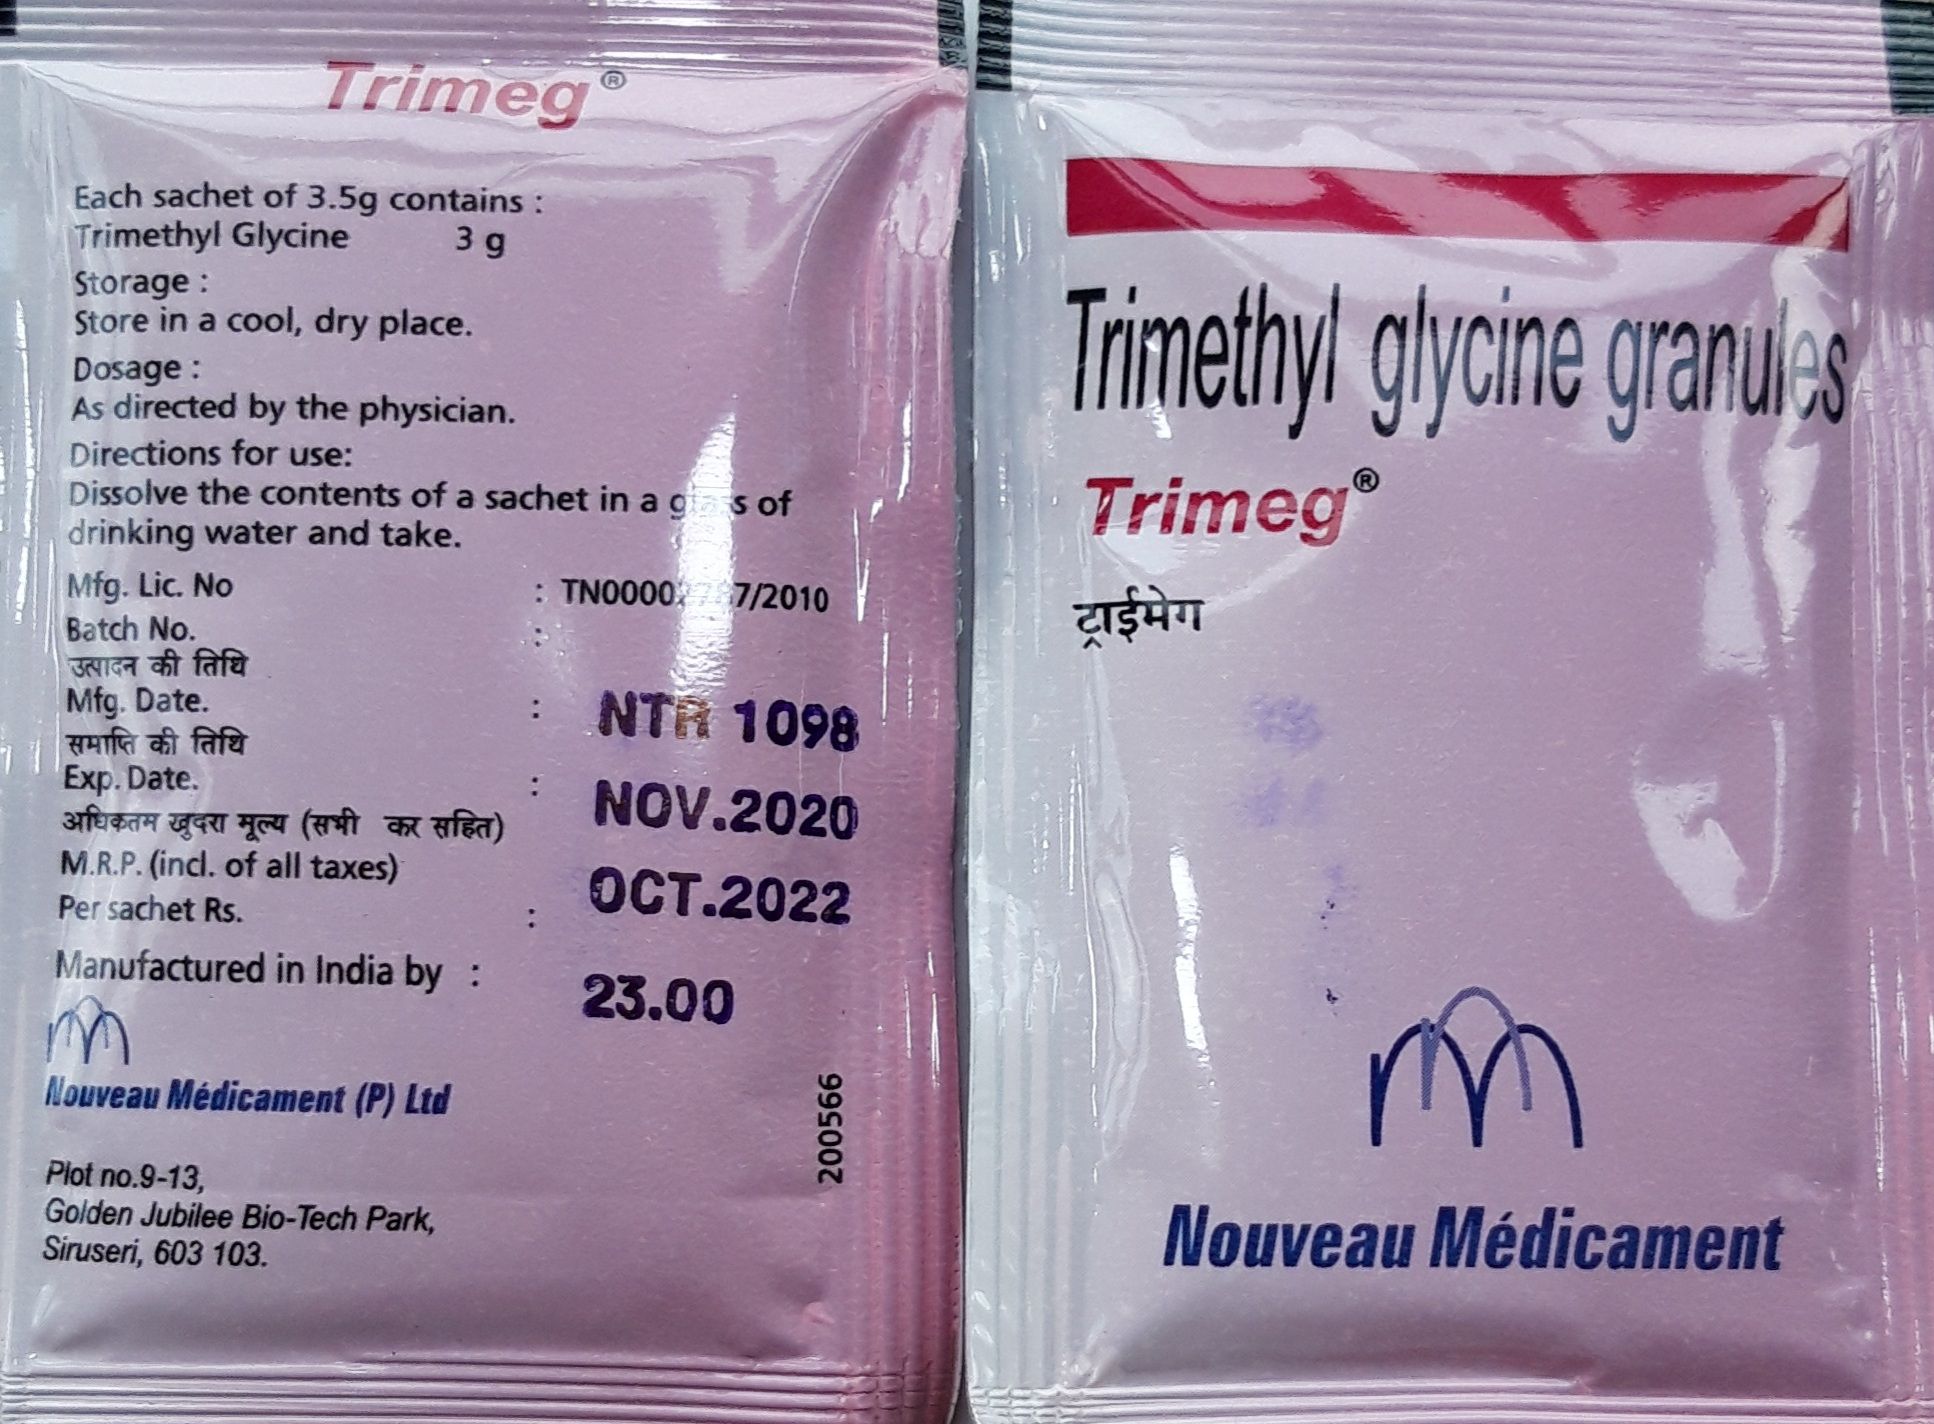 Trimeg®
Each sachet of 3.5g contains :
Trimethyl Glycine 3 g
Storage :
Store in a cool, dry place.
Dosage :
As directed by the physician.
Directions for use:
Dissolve the contents of a sachet in a glass of
drinking water and take.
Mfg. Lic. No :
Batch No. :
उत्पादन की तिथि
Mfg. Date. : NTR 1098
समाप्ति की तिथि
Exp. Date. : NOV.2020
अधिकतम खुदरा मूल्य (सभी कर सहित)
M.R.P. (incl. of all taxes) OCT.2022
Per sachet Rs. :
Manufactured in India by : 23.00
Nouveau Médicament (P) Ltd
Plot no.9-13,
Golden Jubilee Bio-Tech Park,
Siruseri, 603 103.
200566
Trimethyl glycine granules
Trimeg®
ट्राईमेग
Nouveau Médicament